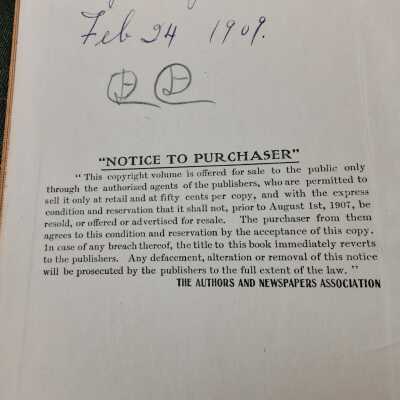 Feb 24 1909.
"NOTICE TO PURCHASER"
" This copyright volume is offered for sale to the public only
through the authorized agents of the publishers, who are permitted to
sell it only at retail and at fifty cents per copy, and with the express
condition and reservation that it shall not, prior to August 1st, 1907, be
resold, or offered or advertised for resale. The purchaser from them
agrees to this condition and reservation by the acceptance of this copy.
In case of any breach thereof, the title to this book immediately reverts
to the publishers. Any defacement, alteration or removal of this notice
will be prosecuted by the publishers to the full extent of the law. "
THE AUTHORS AND NEWSPAPERS ASSOCIATION